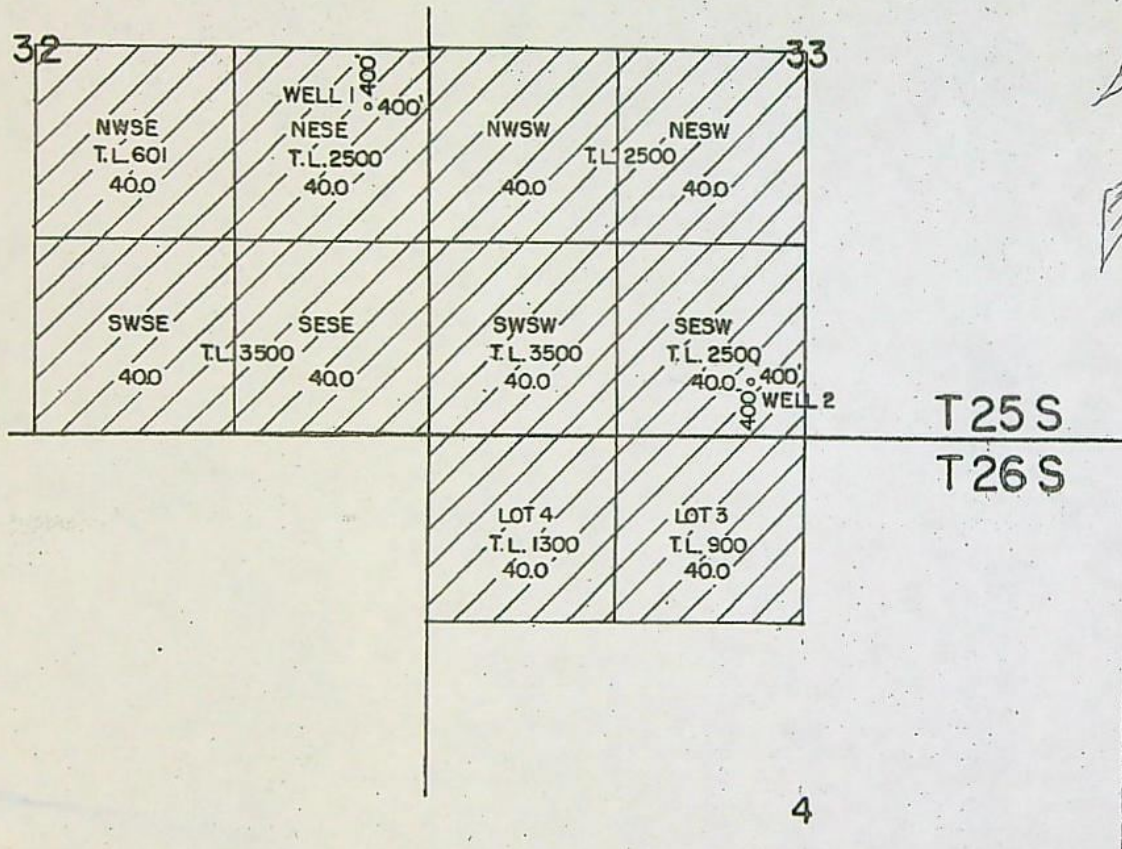 32
33
WELL 1
400'
400'
NWSE
T.L. 601
40.0
NESE
T.L. 2500
40.0
NWSW
40.0
T.L. 2500
NESW
40.0
SWSE
40.0
T.L. 3500
SESE
40.0
SWSW
T.L. 3500
40.0
SESW
T.L. 2500
40.0
400'
400'
WELL 2
T25S
T26S
LOT 4
T.L. 1300
40.0
LOT 3
T.L. 900
40.0
4